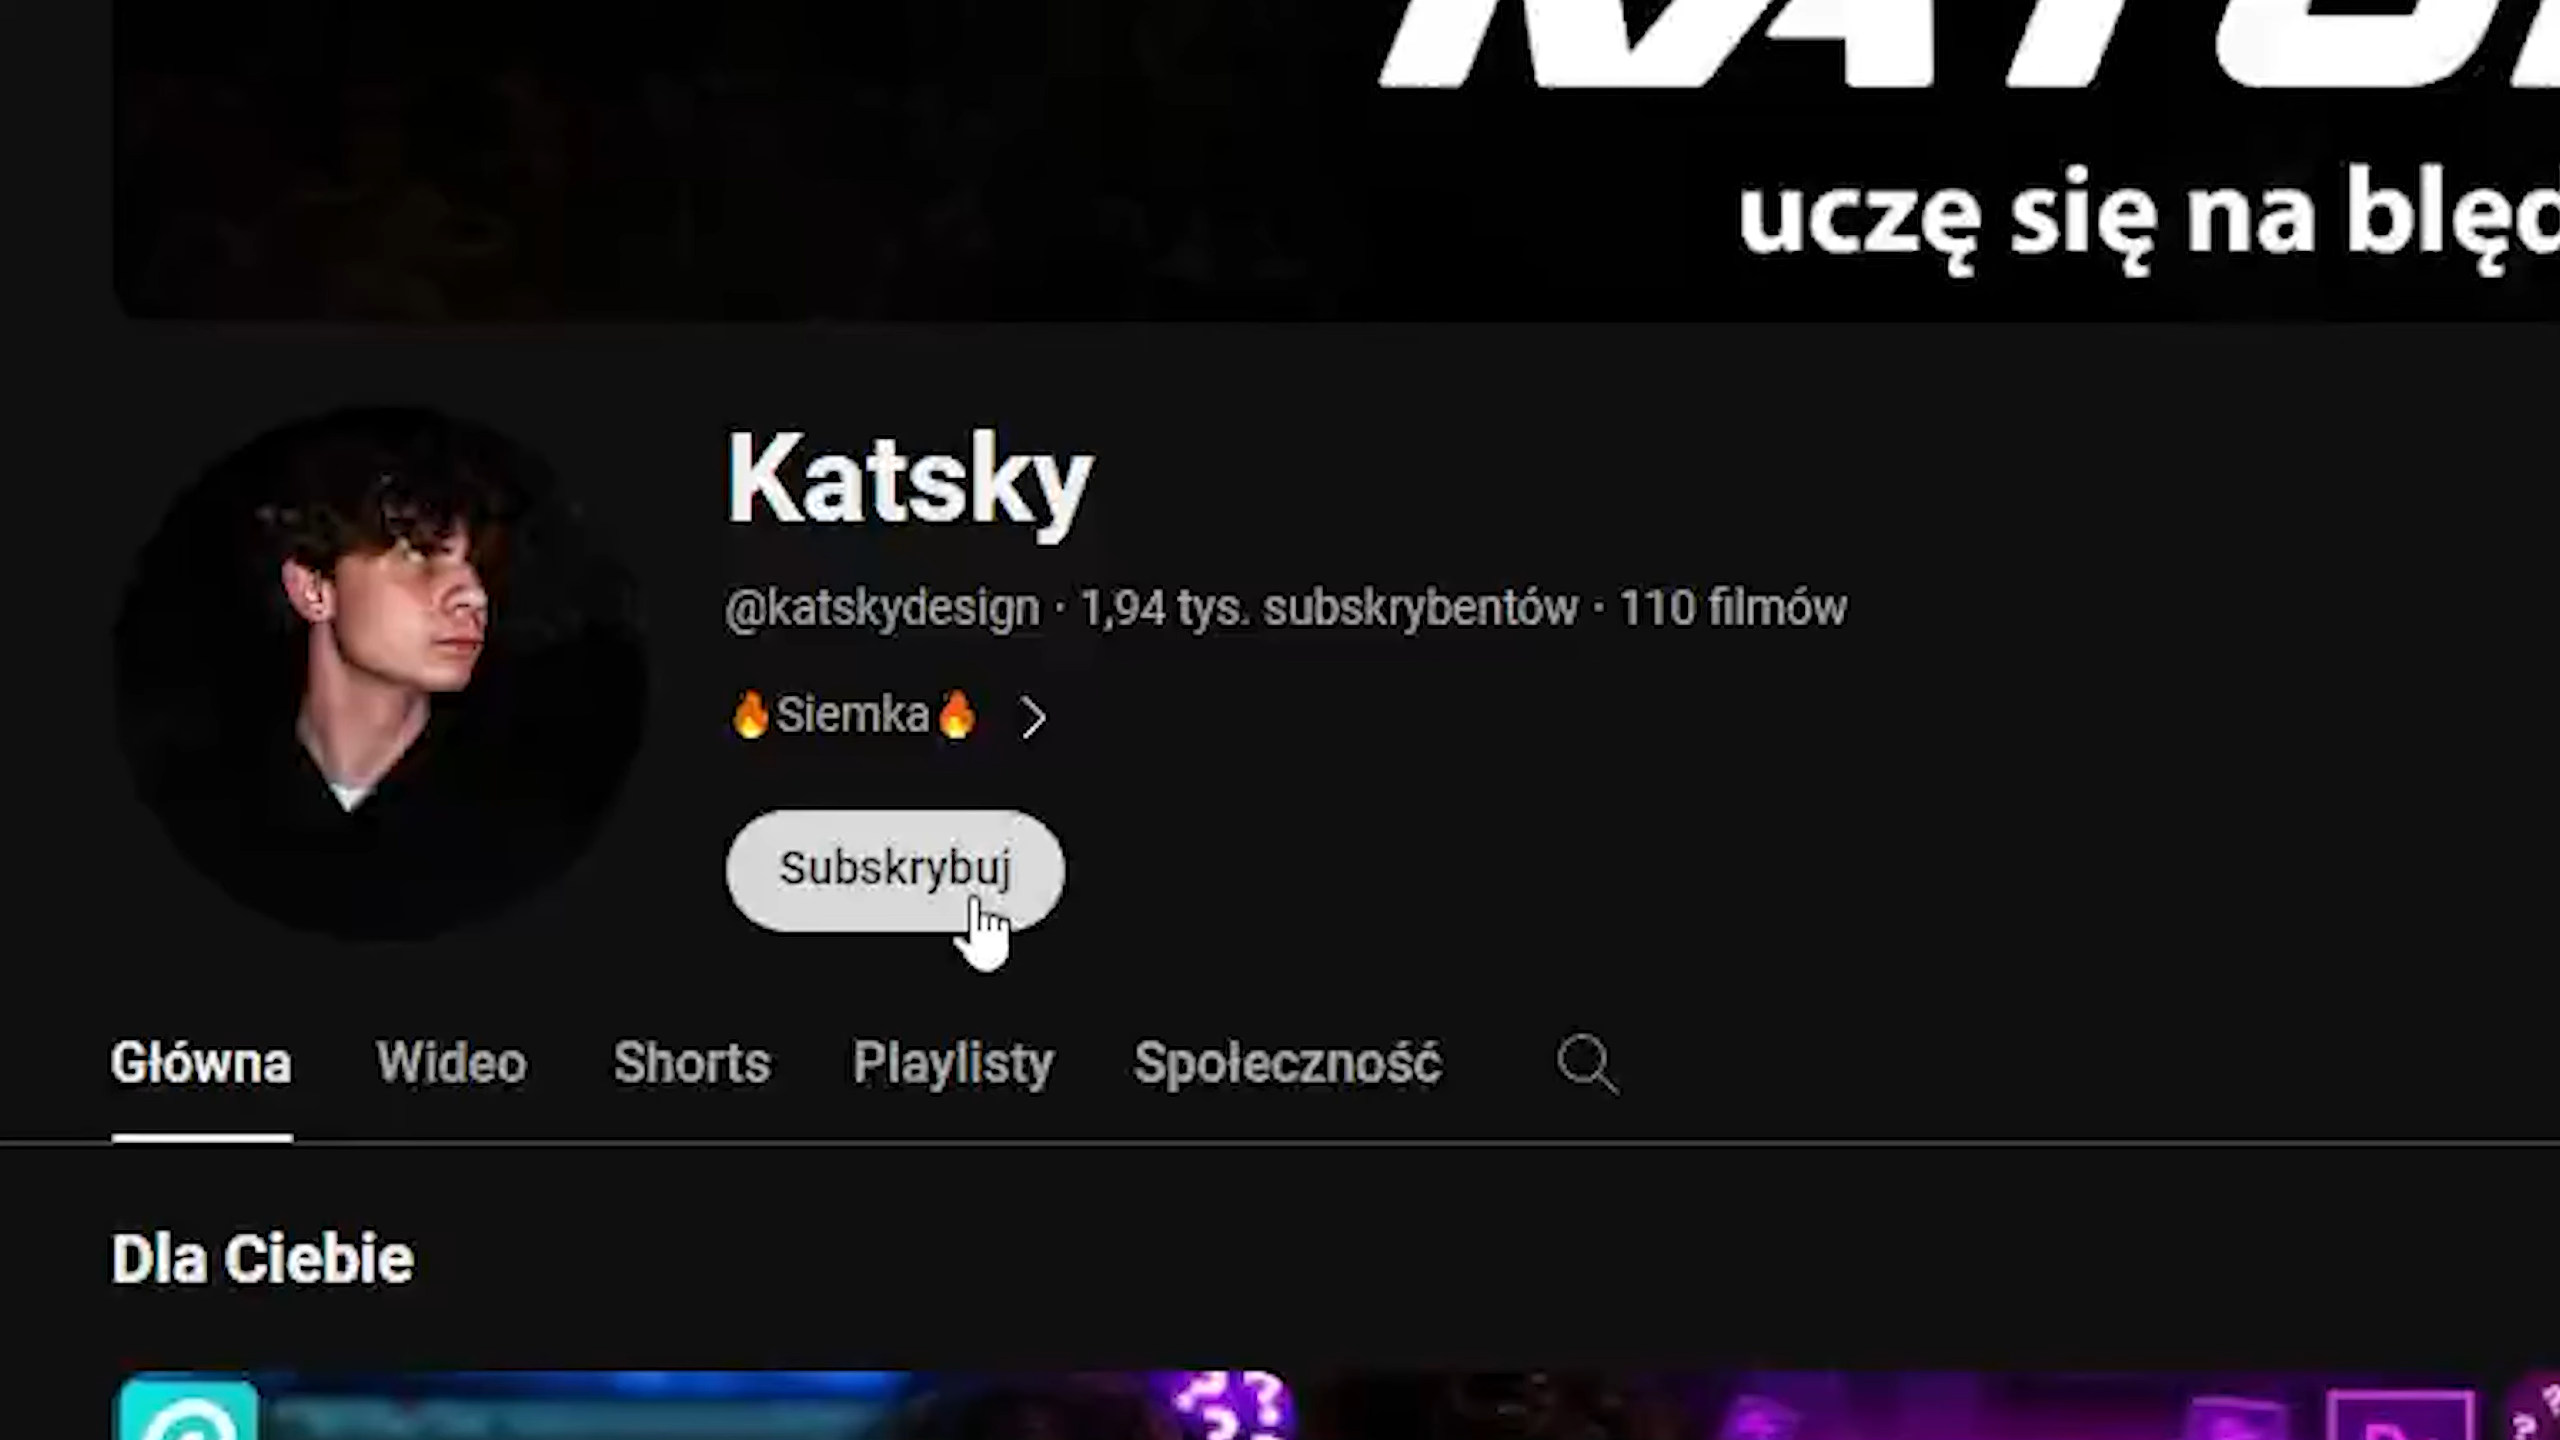 uczę się na
Katsky
@katskydesign · 1,94 tys. subskrybentów · 110 filmów
🔥Siemka🔥
Subskrybuj
Główna Wideo Shorts Playlisty Społeczność
Dla Ciebie